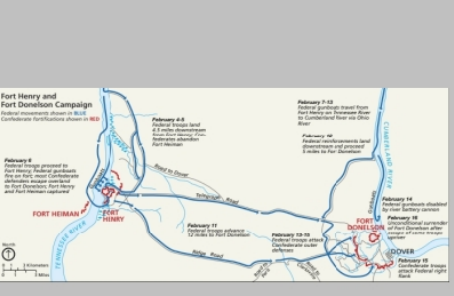 Fort Henry and
Fort Donelson Campaign
Federal movements shown in BLUE
Confederate fortifications shown in RED
February 4-5
Federal troops land
4.5 miles downstream
from Fort Henry; Con-
federates abandon
Fort Heiman
February 7-13
Federal gunboats travel from
Fort Henry on Tennessee River
to Cumberland River via Ohio
River
Federal reinforcements land
downstream and proceed
5 miles to Fort Donelson
CUMBERLAND RIVER
February 6
Federal troops proceed to
Fort Henry; Federal gunboats
fire on fort; most Confederate
defenders escape overland
to Fort Donelson; Fort Henry
and Fort Heiman captured
Road to Dover
Telegraph Road
February 14
Federal gunboats disabled
by river battery cannon
FORT HEIMAN
FORT
HENRY
February 16
Unconditional surrender
of Fort Donelson after
FORT
DONELSON
February 11
Federal troops advance
12 miles to Fort Donelson
February 13-15
Federal troops attack
Confederate outer
defenses
DOVER
TENNESSEE RIVER
Ridge Road
February 15
Confederate troops
attack Federal right
flank
North